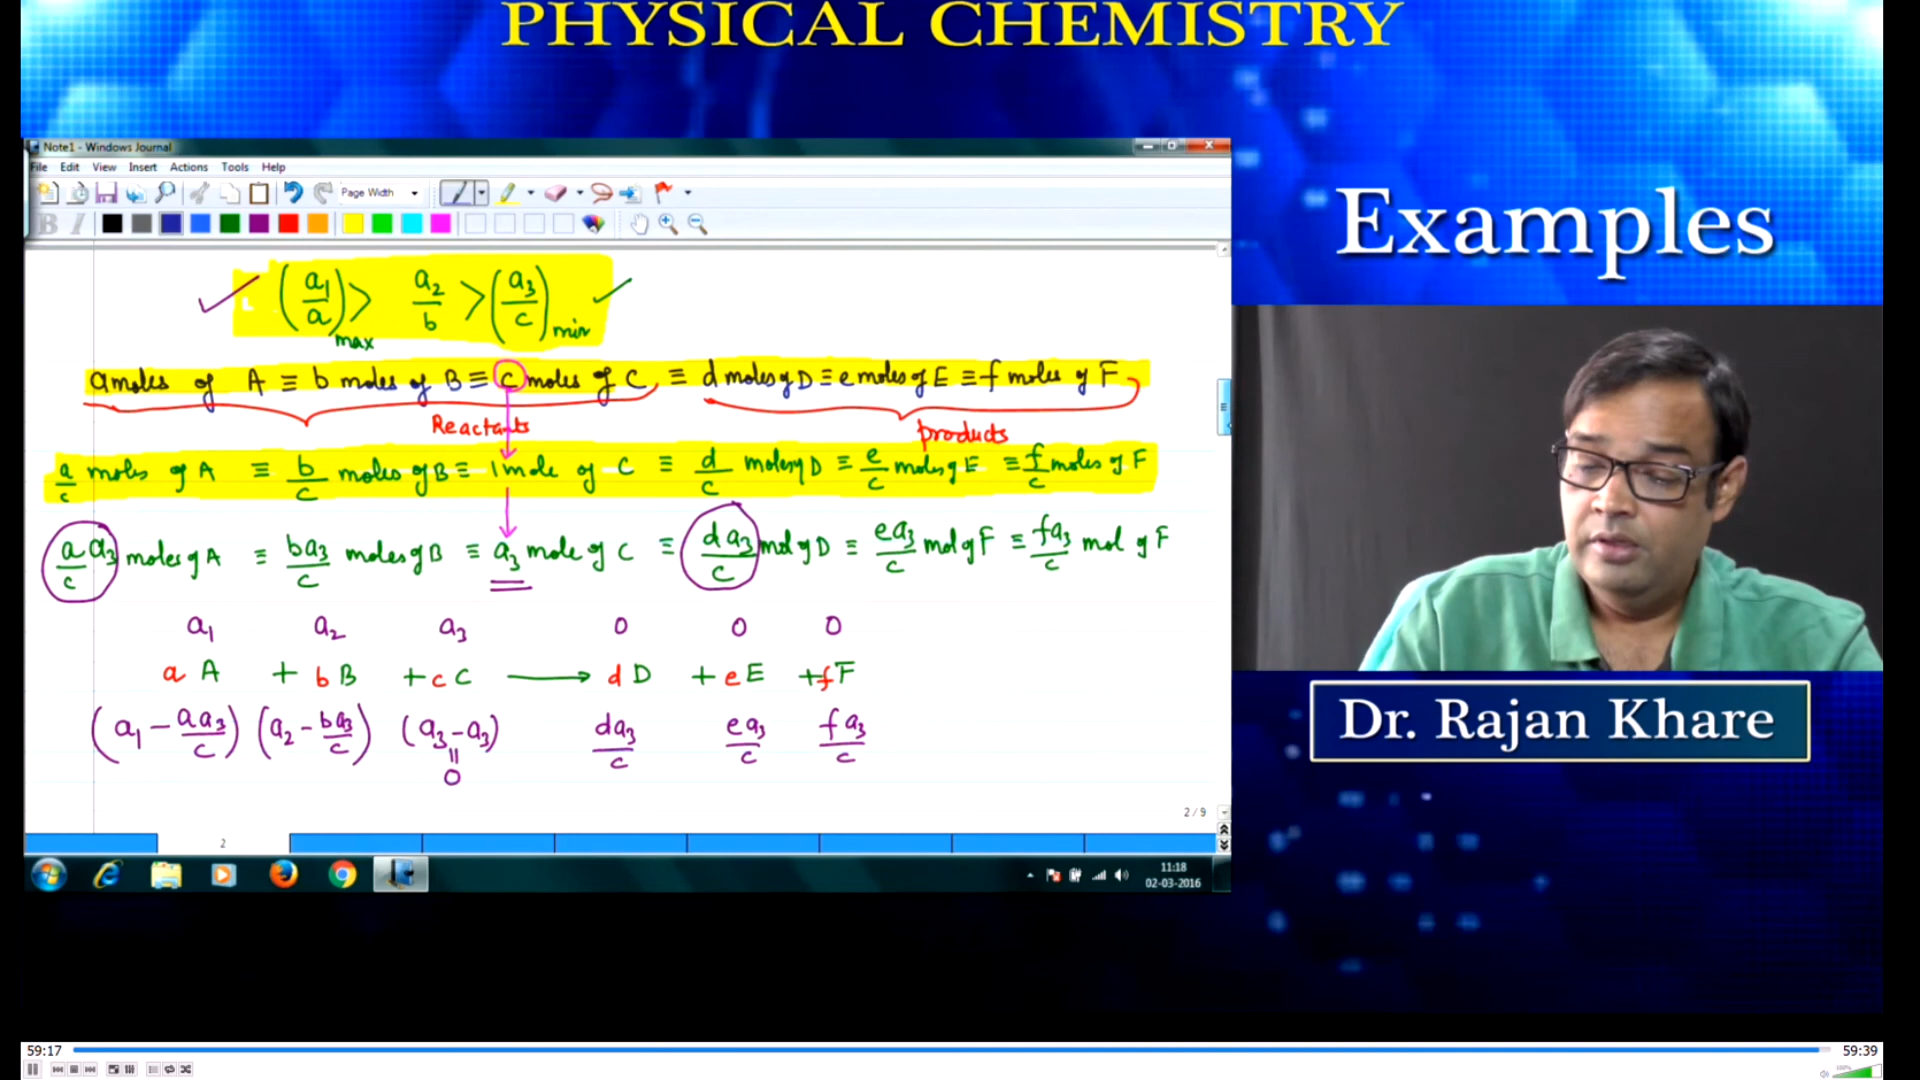 PHYSICAL CHEMISTRY
Note1 - Windows Journal
File Edit View Insert Actions Tools Help
Page Width
B I
Examples
(a₁/a)max > a₂/b > (a₃/c)min
a moles of A ≡ b moles of B ≡ c moles of C ≡ d moles of D ≡ e moles of E ≡ f moles of F
Reactants
products
a/c moles of A ≡ b/c moles of B ≡ 1 mole of C ≡ d/c moles of D ≡ e/c moles of E ≡ f/c moles of F
a/c a₃ moles of A ≡ ba₃/c moles of B ≡ a₃ mole of C ≡ da₃/c mol of D ≡ ea₃/c mol of F ≡ fa₃/c mol of F
a₁ a₂ a₃ 0 0 0
a A + b B + c C ⟶ d D + e E + f F
(a₁ - aa₃/c) (a₂ - ba₃/c) (a₃ - a₃) da₃/c ea₃/c fa₃/c
=
0
Dr. Rajan Khare
2 / 9
2
11:18
02-03-2016
59:17
59:39
100%